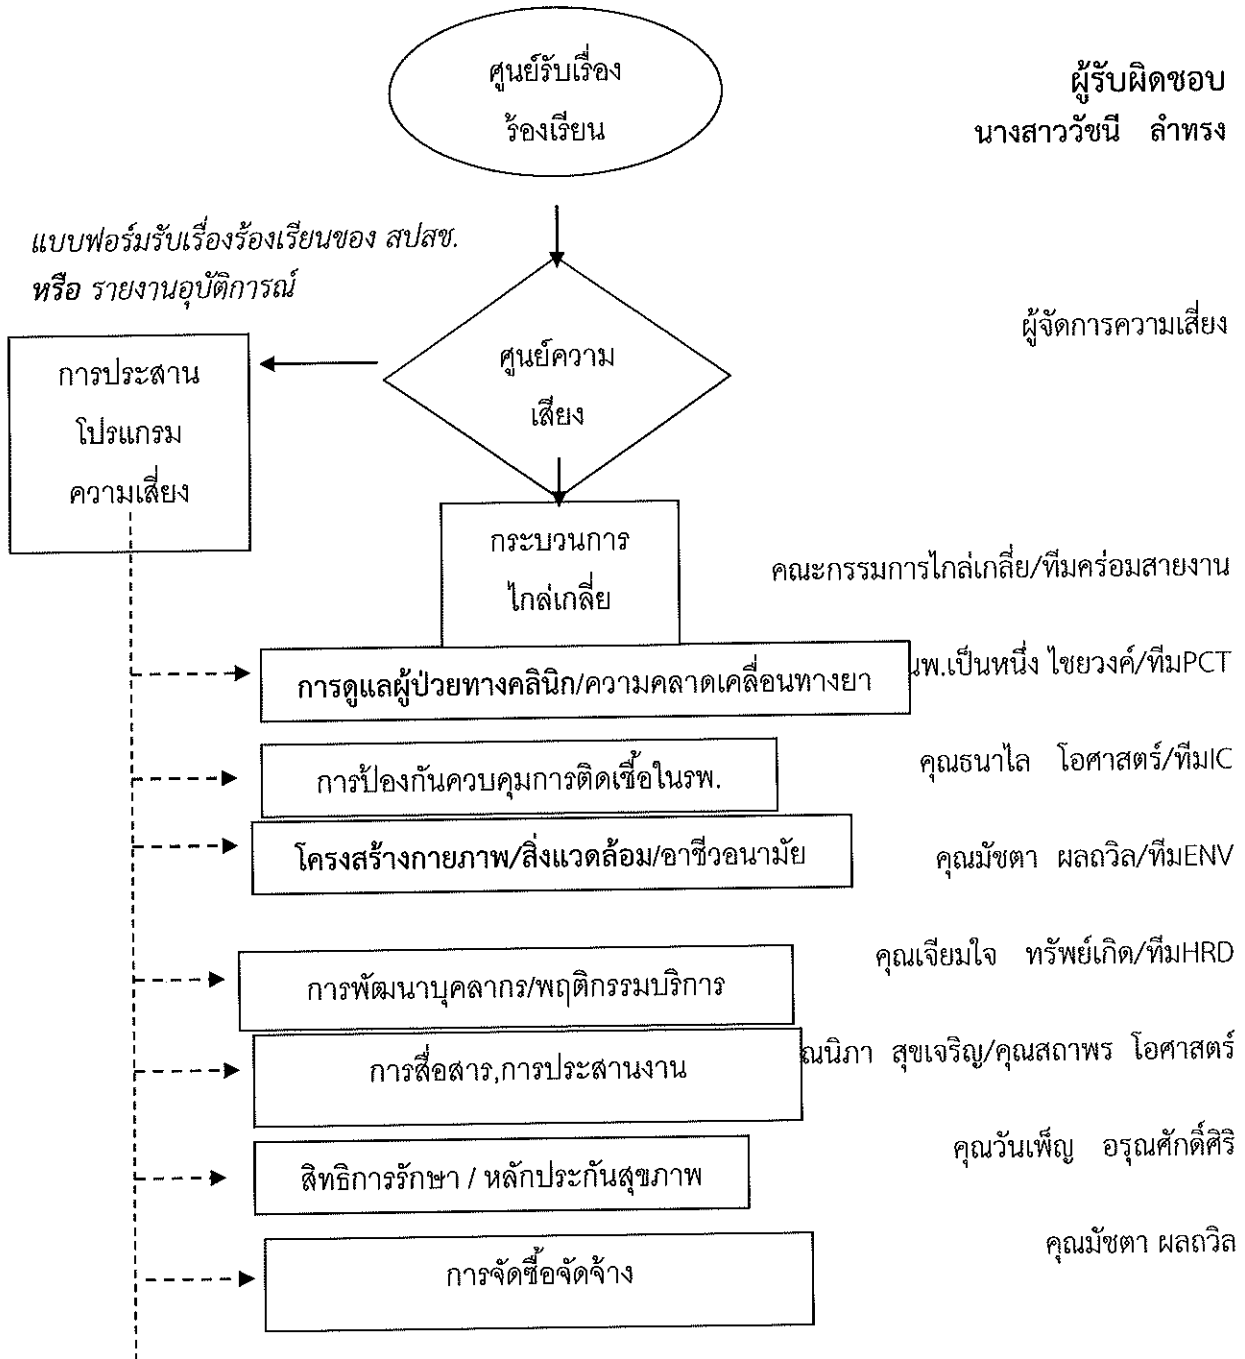 ศูนย์รับเรื่อง
ร้องเรียน
ผู้รับผิดชอบ
นางสาววัชนี ลำทรง
แบบฟอร์มรับเรื่องร้องเรียนของ สปสช.
หรือ รายงานอุบัติการณ์
ผู้จัดการความเสี่ยง
ศูนย์ความ
เสี่ยง
การประสาน
โปรแกรม
ความเสี่ยง
กระบวนการ
ไกล่เกลี่ย
คณะกรรมการไกล่เกลี่ย/ทีมคร่อมสายงาน
การดูแลผู้ป่วยทางคลินิก/ความคลาดเคลื่อนทางยา
นพ.เป็นหนึ่ง ไชยวงค์/ทีมPCT
การป้องกันควบคุมการติดเชื้อในรพ.
คุณธนาไล โอศาสตร์/ทีมIC
โครงสร้างกายภาพ/สิ่งแวดล้อม/อาชีวอนามัย
คุณมัชตา ผลถวิล/ทีมENV
การพัฒนาบุคลากร/พฤติกรรมบริการ
คุณเจียมใจ ทรัพย์เกิด/ทีมHRD
การสื่อสาร,การประสานงาน
ณนิภา สุขเจริญ/คุณสถาพร โอศาสตร์
สิทธิการรักษา / หลักประกันสุขภาพ
คุณวันเพ็ญ อรุณศักดิ์ศิริ
การจัดซื้อจัดจ้าง
คุณมัชตา ผลถวิล